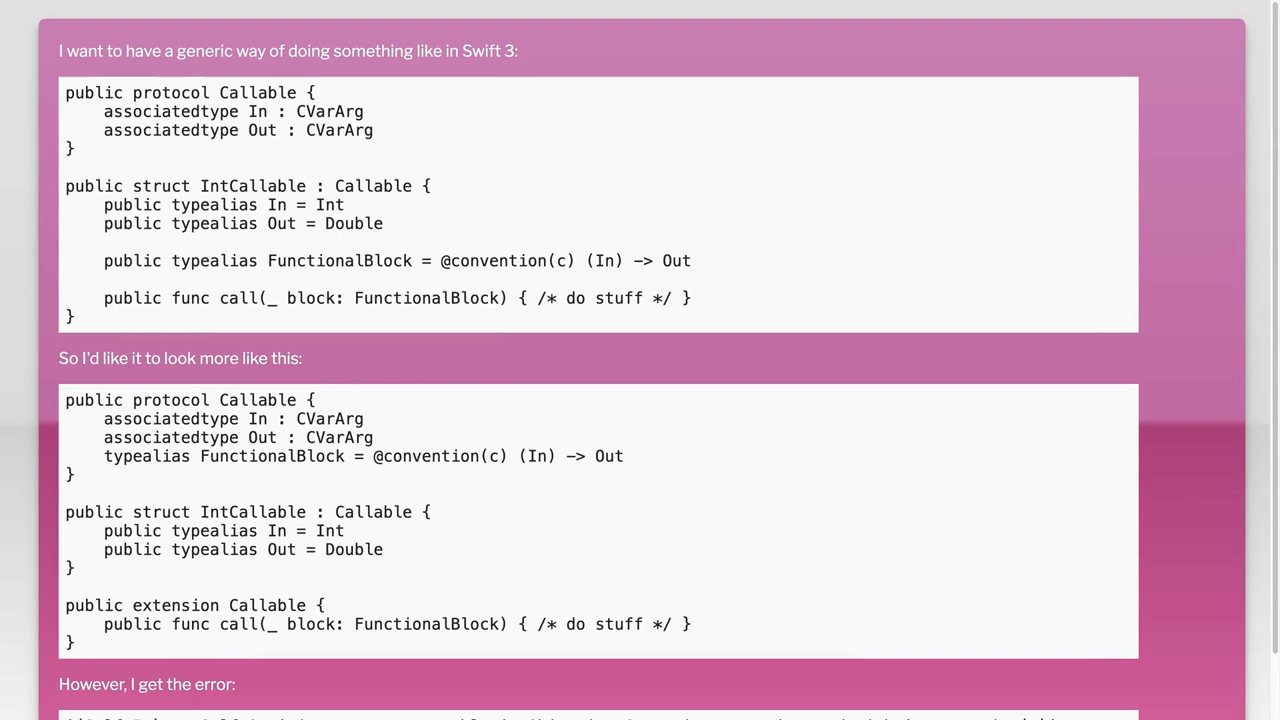 I want to have a generic way of doing something like in Swift 3:
public protocol Callable {
    associatedtype In : CVarArg
    associatedtype Out : CVarArg
}
public struct IntCallable : Callable {
    public typealias In = Int
    public typealias Out = Double
    public typealias FunctionalBlock = @convention(c) (In) -> Out
    public func call(_ block: FunctionalBlock) { /* do stuff */ }
}
So I'd like it to look more like this:
public protocol Callable {
    associatedtype In : CVarArg
    associatedtype Out : CVarArg
    typealias FunctionalBlock = @convention(c) (In) -> Out
}
public struct IntCallable : Callable {
    public typealias In = Int
    public typealias Out = Double
}
public extension Callable {
    public func call(_ block: FunctionalBlock) { /* do stuff */ }
}
However, I get the error: